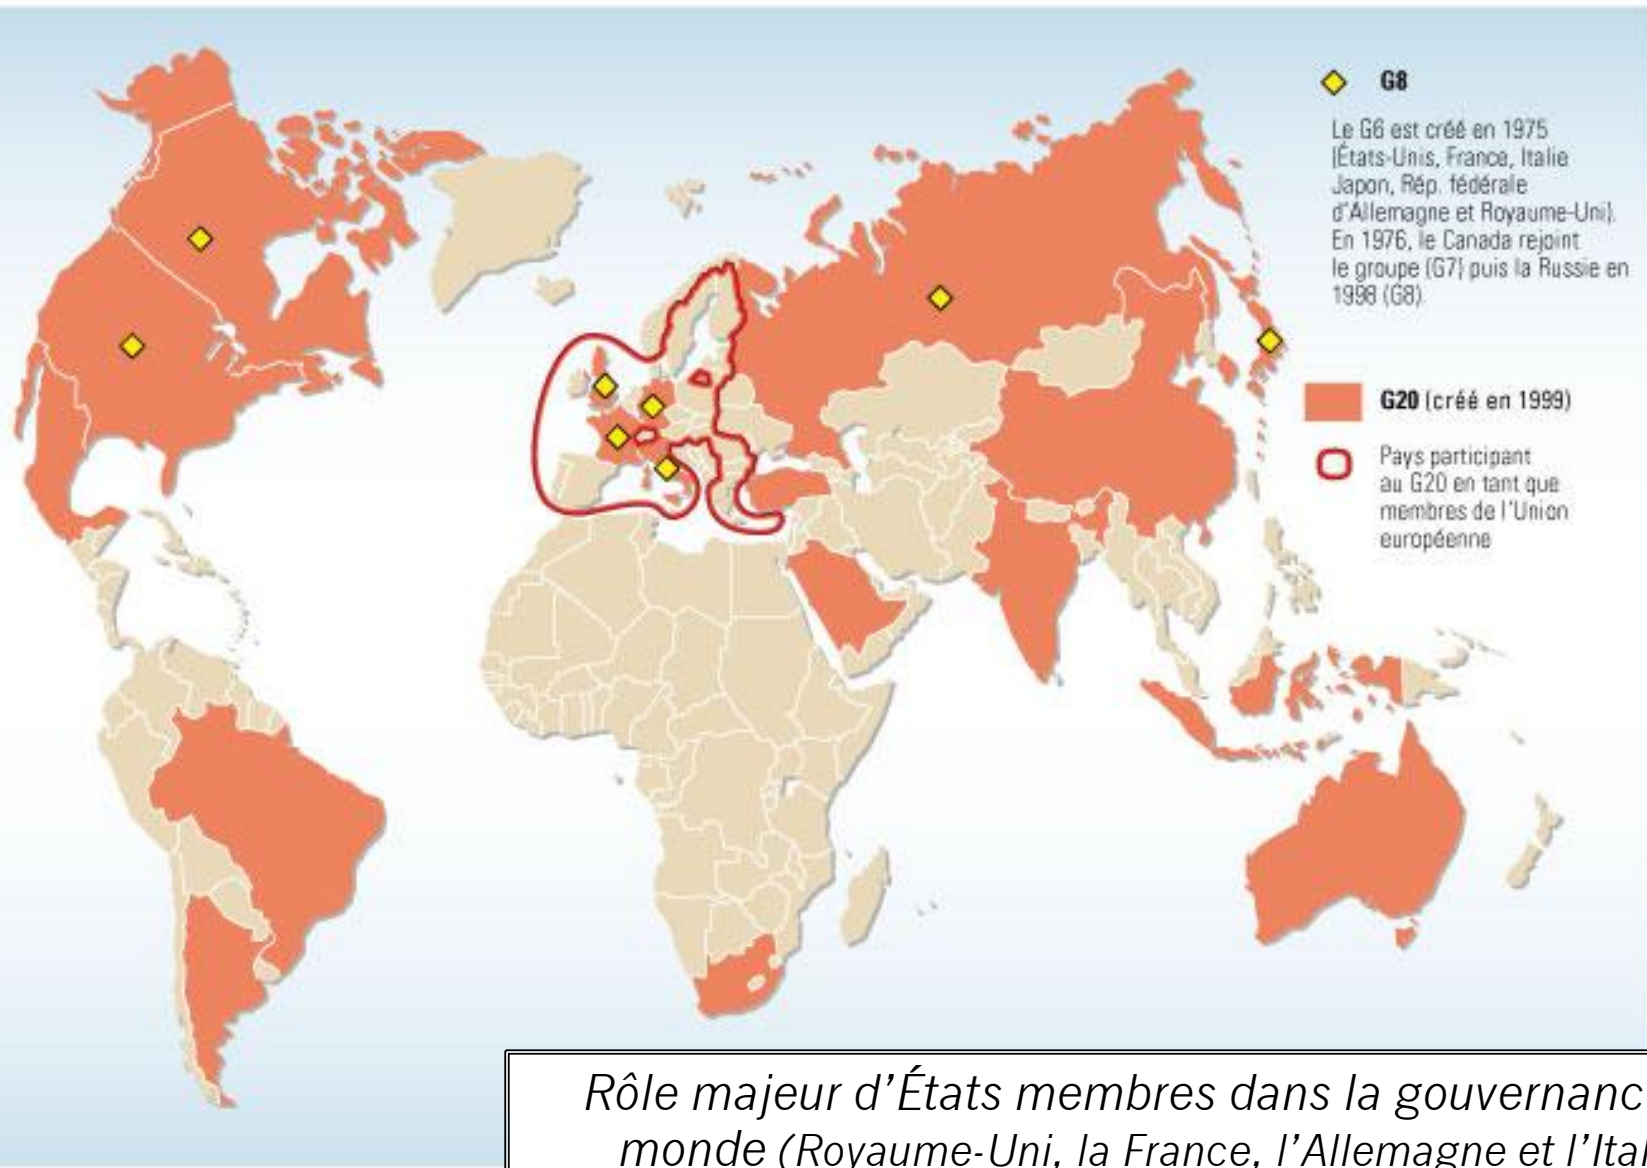 G8
Le G6 est créé en 1975
(États-Unis, France, Italie
Japon, Rép. fédérale
d'Allemagne et Royaume-Uni).
En 1976, le Canada rejoint
le groupe (G7) puis la Russie en
1998 (G8).
G20 (créé en 1999)
Pays participant
au G20 en tant que
membres de l'Union
européenne
Rôle majeur d’États membres dans la gouvernanc
monde (Royaume-Uni, la France, l’Allemagne et l’Ital